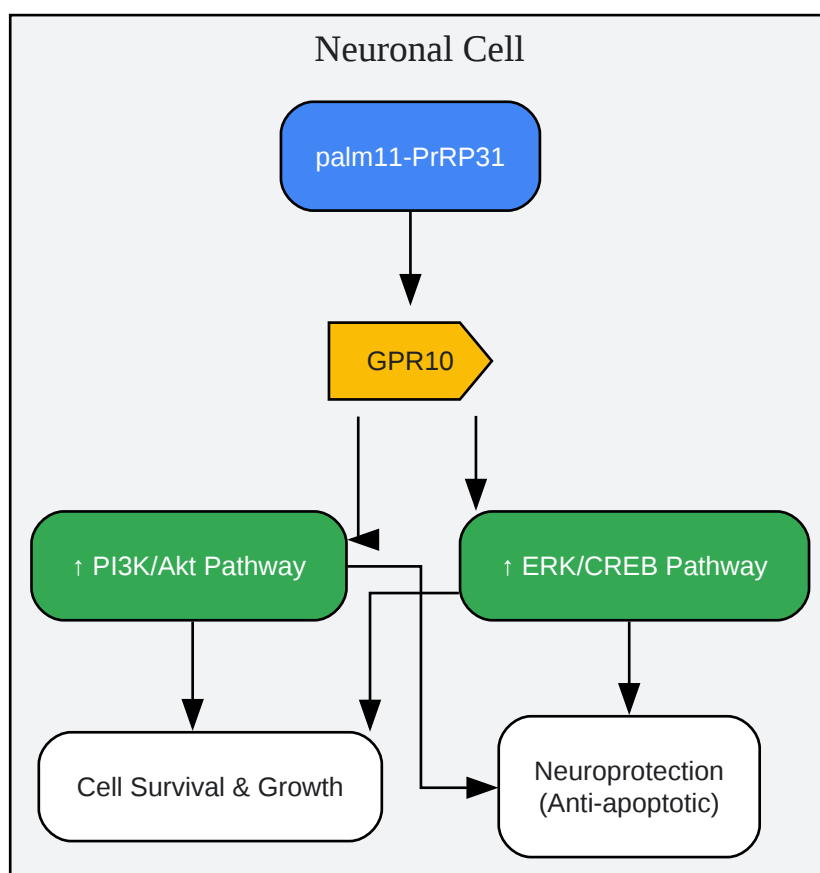 Neuronal Cell
palm11-PrRP31
GPR10
↑ PI3K/Akt Pathway
↑ ERK/CREB Pathway
Cell Survival & Growth
Neuroprotection
(Anti-apoptotic)